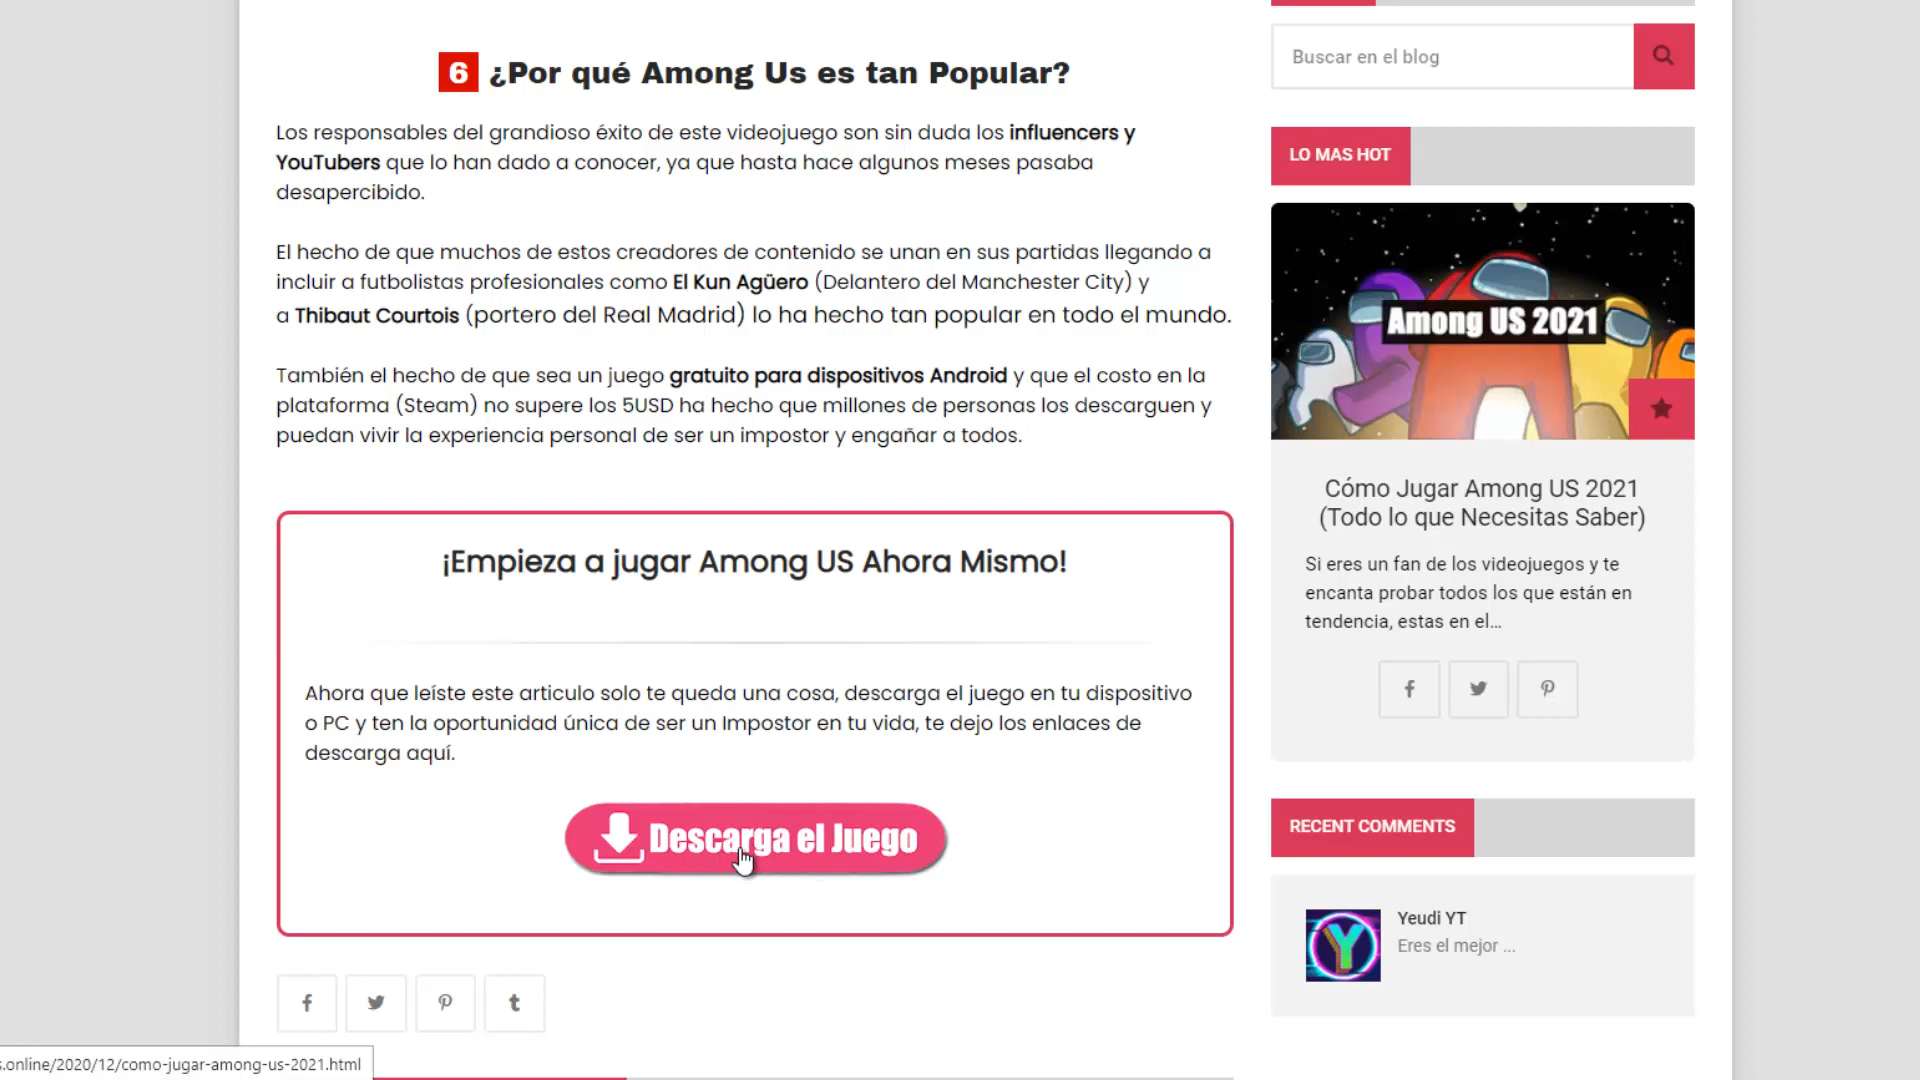 6 ¿Por qué Among Us es tan Popular?
Los responsables del grandioso éxito de este videojuego son sin duda los influencers y
YouTubers que lo han dado a conocer, ya que hasta hace algunos meses pasaba
desapercibido.
El hecho de que muchos de estos creadores de contenido se unan en sus partidas llegando a
incluir a futbolistas profesionales como El Kun Agüero (Delantero del Manchester City) y
a Thibaut Courtois (portero del Real Madrid) lo ha hecho tan popular en todo el mundo.
También el hecho de que sea un juego gratuito para dispositivos Android y que el costo en la
plataforma (Steam) no supere los 5USD ha hecho que millones de personas los descarguen y
puedan vivir la experiencia personal de ser un impostor y engañar a todos.
¡Empieza a jugar Among US Ahora Mismo!
Ahora que leíste este articulo solo te queda una cosa, descarga el juego en tu dispositivo
o PC y ten la oportunidad única de ser un Impostor en tu vida, te dejo los enlaces de
descarga aquí.
Descarga el Juego
s.online/2020/12/como-jugar-among-us-2021.html
Buscar en el blog
LO MAS HOT
Among US 2021
Cómo Jugar Among US 2021
(Todo lo que Necesitas Saber)
Si eres un fan de los videojuegos y te
encanta probar todos los que están en
tendencia, estas en el...
RECENT COMMENTS
Yeudi YT
Eres el mejor ...